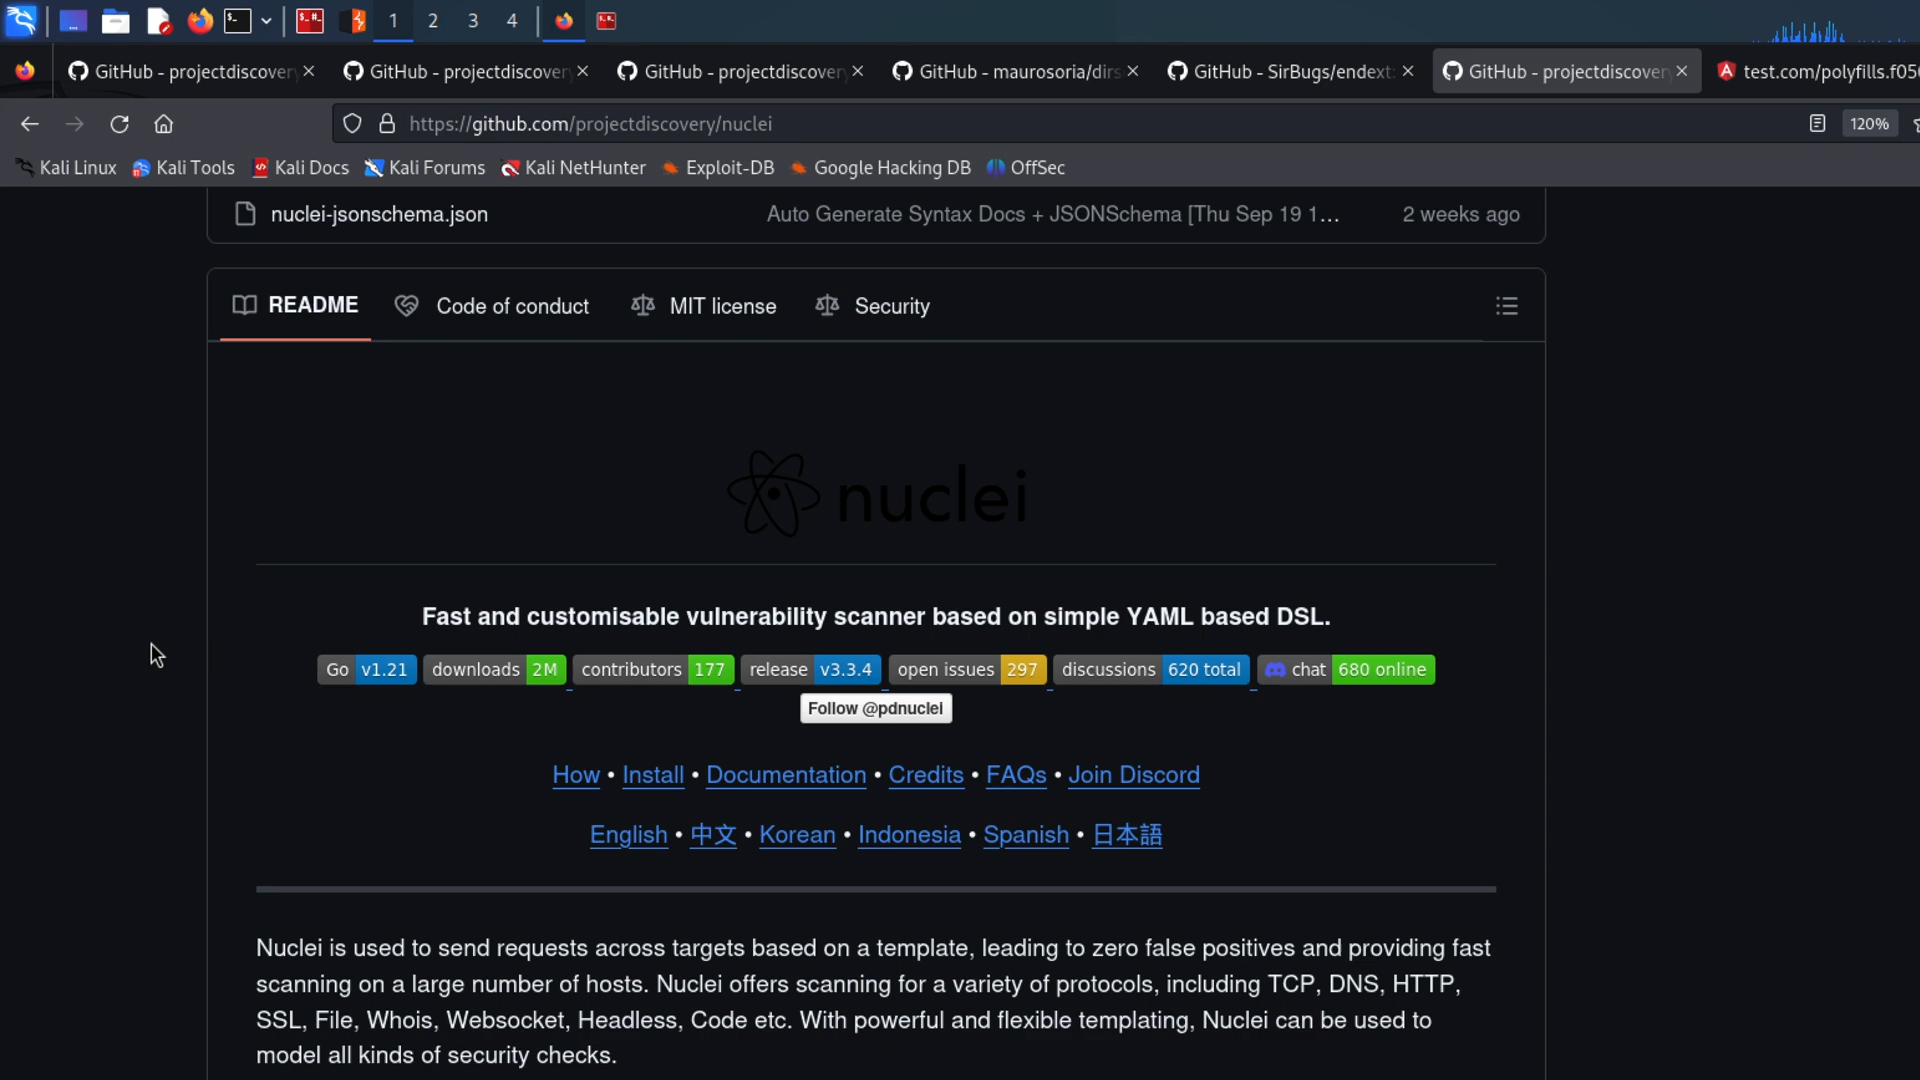 1 2 3 4
GitHub - projectdiscovery
GitHub - projectdiscovery
GitHub - projectdiscovery
GitHub - maurosoria/dirs
GitHub - SirBugs/endext
GitHub - projectdiscovery
test.com/polyfills.f05
https://github.com/projectdiscovery/nuclei
120%
Kali Linux Kali Tools Kali Docs Kali Forums Kali NetHunter Exploit-DB Google Hacking DB OffSec
nuclei-jsonschema.json Auto Generate Syntax Docs + JSONSchema [Thu Sep 19 1... 2 weeks ago
README Code of conduct MIT license Security
nuclei
Fast and customisable vulnerability scanner based on simple YAML based DSL.
Go v1.21 downloads 2M contributors 177 release v3.3.4 open issues 297 discussions 620 total chat 680 online
Follow @pdnuclei
How • Install • Documentation • Credits • FAQs • Join Discord
English • 中文 • Korean • Indonesia • Spanish • 日本語
Nuclei is used to send requests across targets based on a template, leading to zero false positives and providing fast
scanning on a large number of hosts. Nuclei offers scanning for a variety of protocols, including TCP, DNS, HTTP,
SSL, File, Whois, Websocket, Headless, Code etc. With powerful and flexible templating, Nuclei can be used to
model all kinds of security checks.